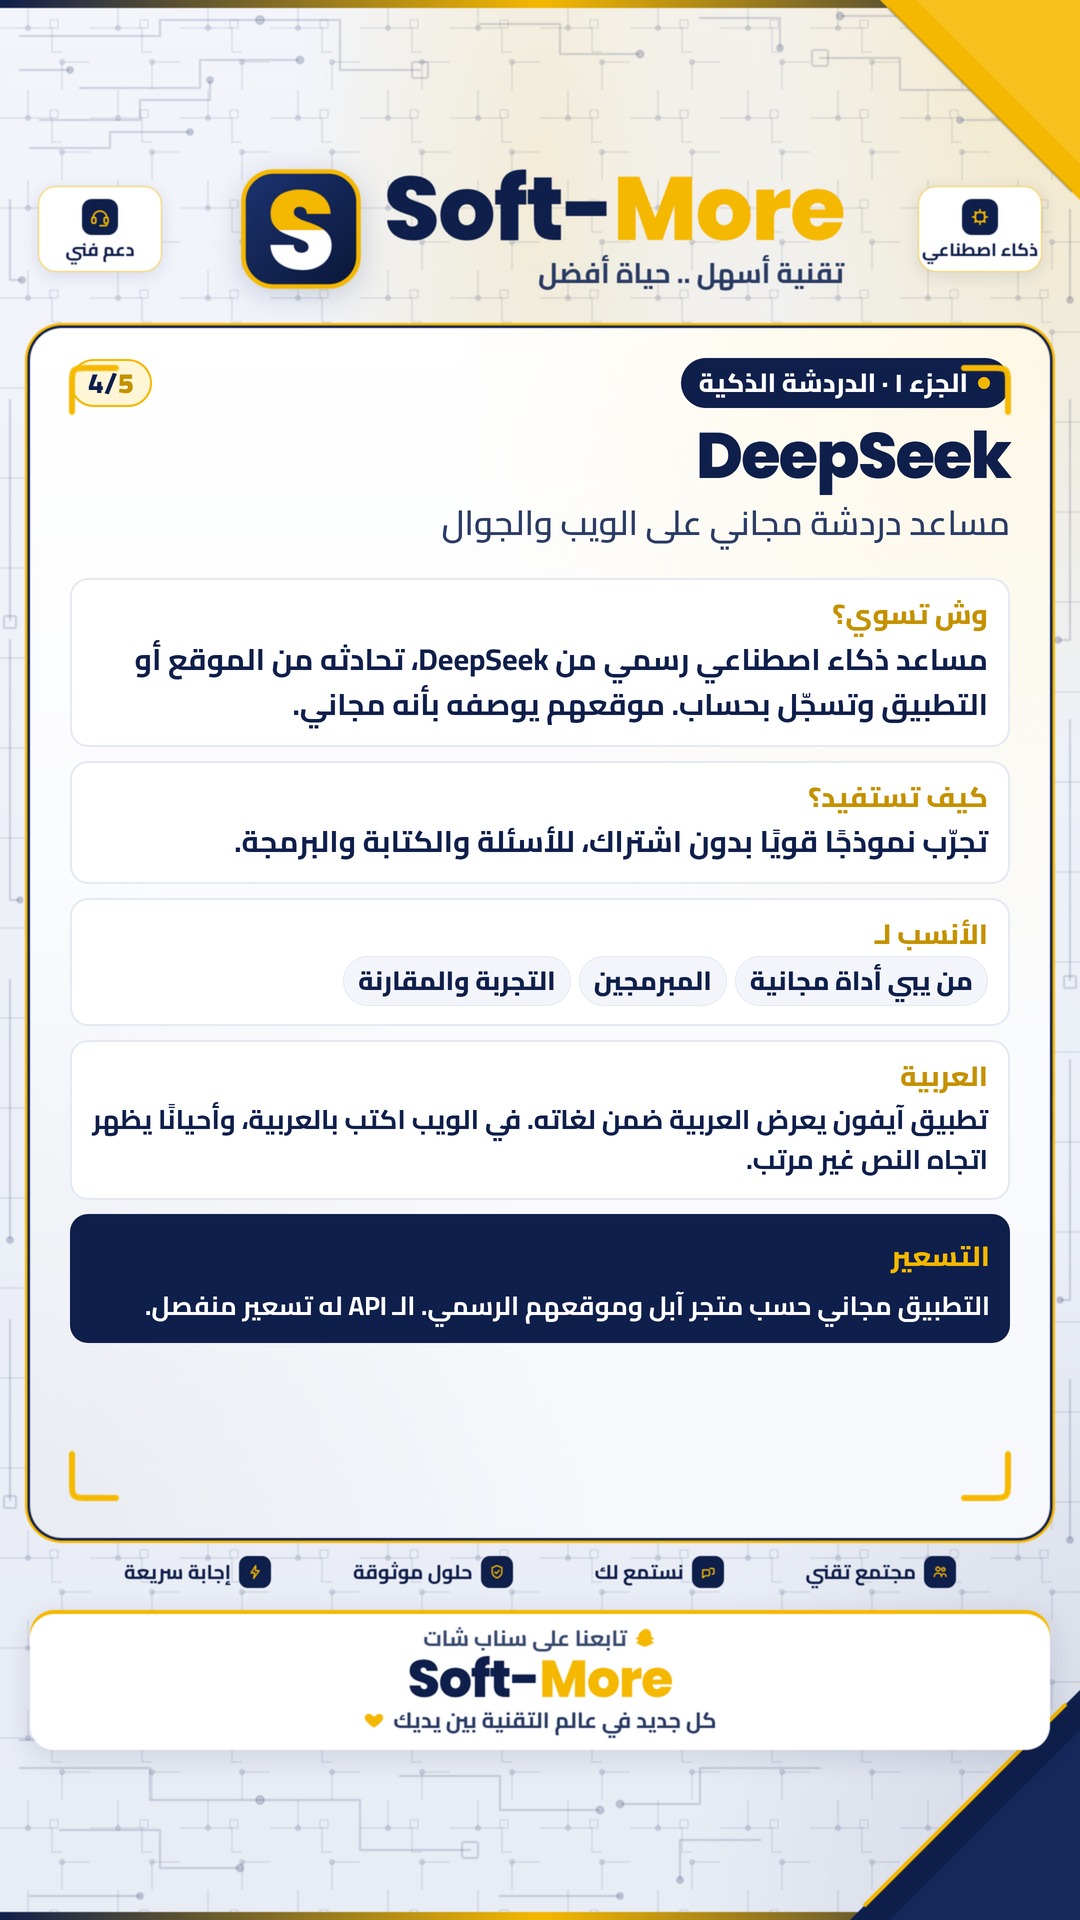 ذكاء اصطناعي
Soft-More
تقنية أسهل .. حياة أفضل
S
دعم فني
الجزء ١ · الدردشة الذكية
4/5
DeepSeek
مساعد دردشة مجاني على الويب والجوال
وش تسوي؟
مساعد ذكاء اصطناعي رسمي من DeepSeek، تحادثه من الموقع أو
التطبيق وتسجّل بحساب. موقعهم يوصفه بأنه مجاني.
كيف تستفيد؟
تجرّب نموذجًا قويًا بدون اشتراك، للأسئلة والكتابة والبرمجة.
الأنسب لـ
من يبي أداة مجانية
المبرمجين
التجربة والمقارنة
العربية
تطبيق آيفون يعرض العربية ضمن لغاته. في الويب اكتب بالعربية، وأحيانًا يظهر
اتجاه النص غير مرتب.
التسعير
التطبيق مجاني حسب متجر آبل وموقعهم الرسمي. الـ API له تسعير منفصل.
مجتمع تقني
نستمع لك
حلول موثوقة
إجابة سريعة
تابعنا على سناب شات
Soft-More
كل جديد في عالم التقنية بين يديك